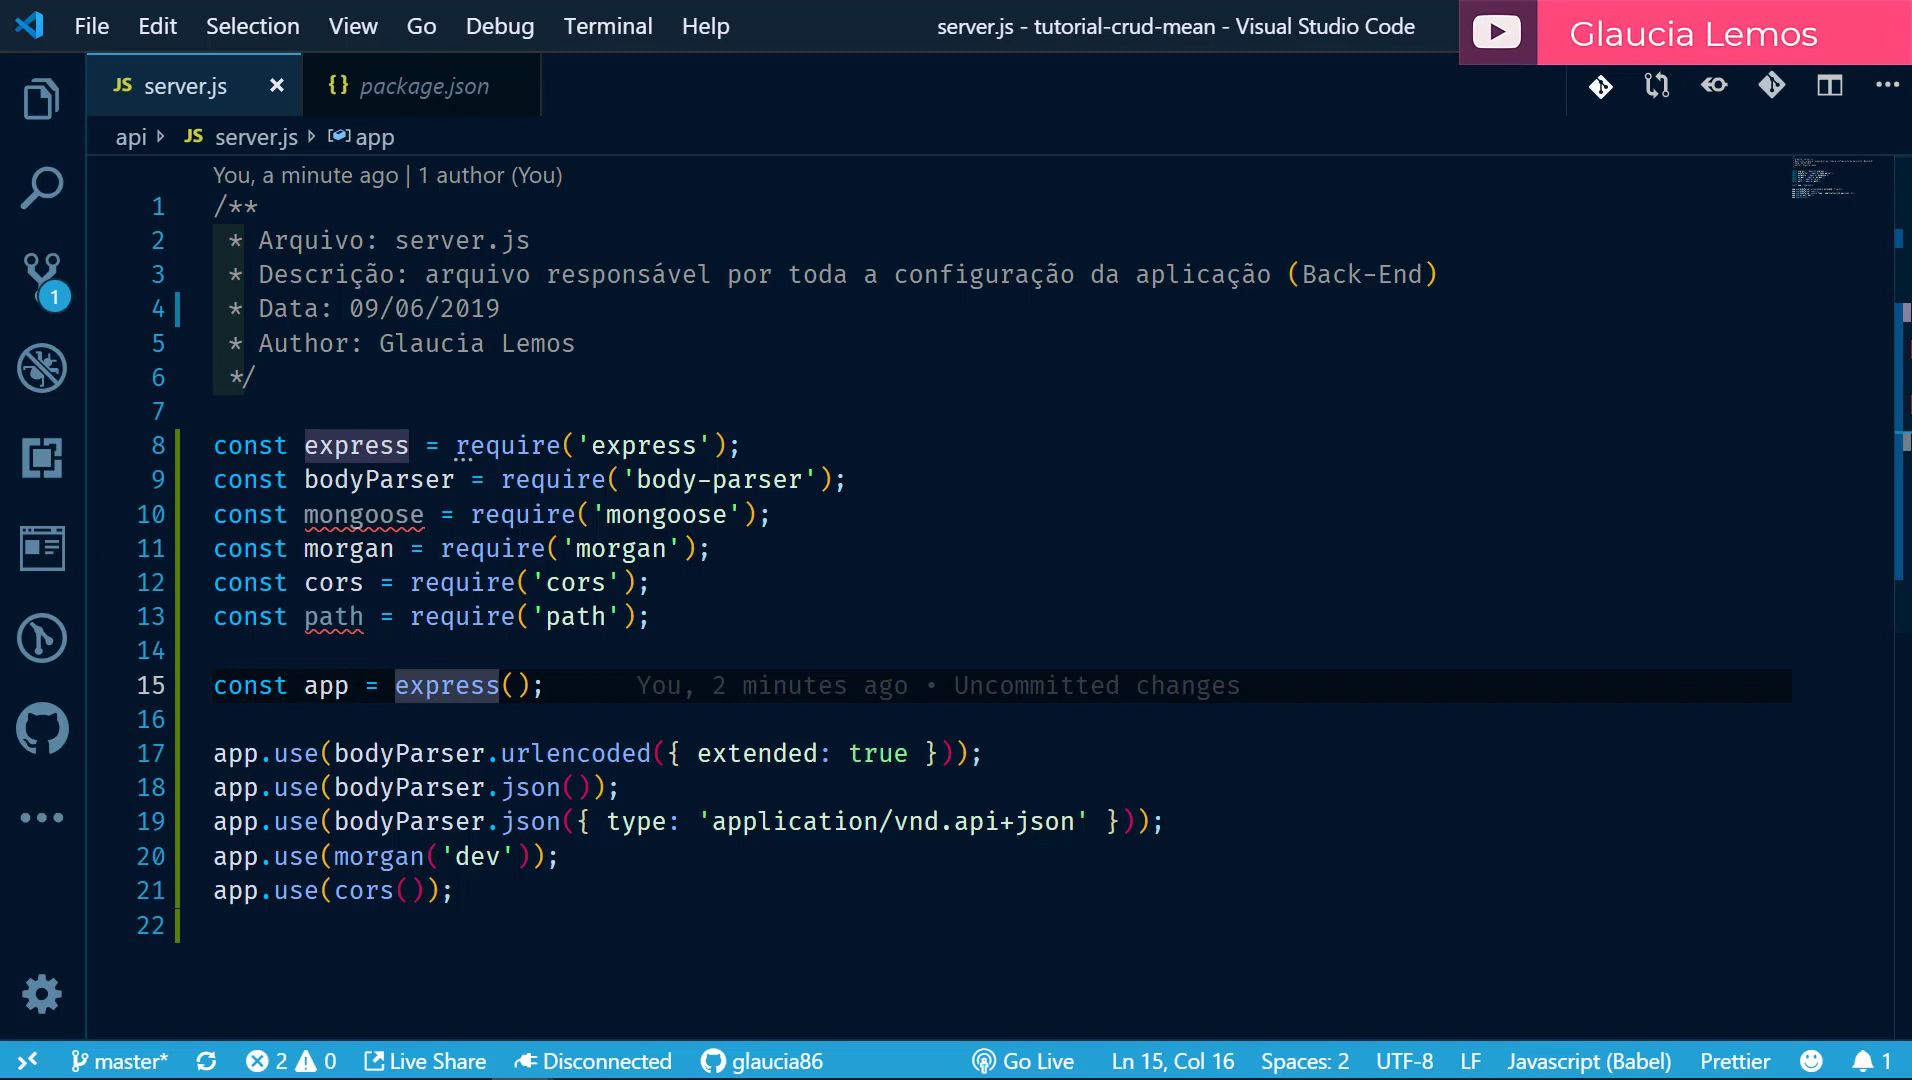 File Edit Selection View Go Debug Terminal Help server.js - tutorial-crud-mean - Visual Studio Code Glaucia Lemos
JS server.js × {} package.json
api JS server.js app
You, a minute ago | 1 author (You)
1 /**
2 * Arquivo: server.js
3 * Descrição: arquivo responsável por toda a configuração da aplicação (Back-End)
4 * Data: 09/06/2019
5 * Author: Glaucia Lemos
6 */
7
8 const express = require('express');
9 const bodyParser = require('body-parser');
10 const mongoose = require('mongoose');
11 const morgan = require('morgan');
12 const cors = require('cors');
13 const path = require('path');
14
15 const app = express(); You, 2 minutes ago • Uncommitted changes
16
17 app.use(bodyParser.urlencoded({ extended: true }));
18 app.use(bodyParser.json());
19 app.use(bodyParser.json({ type: 'application/vnd.api+json' }));
20 app.use(morgan('dev'));
21 app.use(cors());
22
1
master* 2 0 Live Share Disconnected glaucia86 Go Live Ln 15, Col 16 Spaces: 2 UTF-8 LF Javascript (Babel) Prettier 1